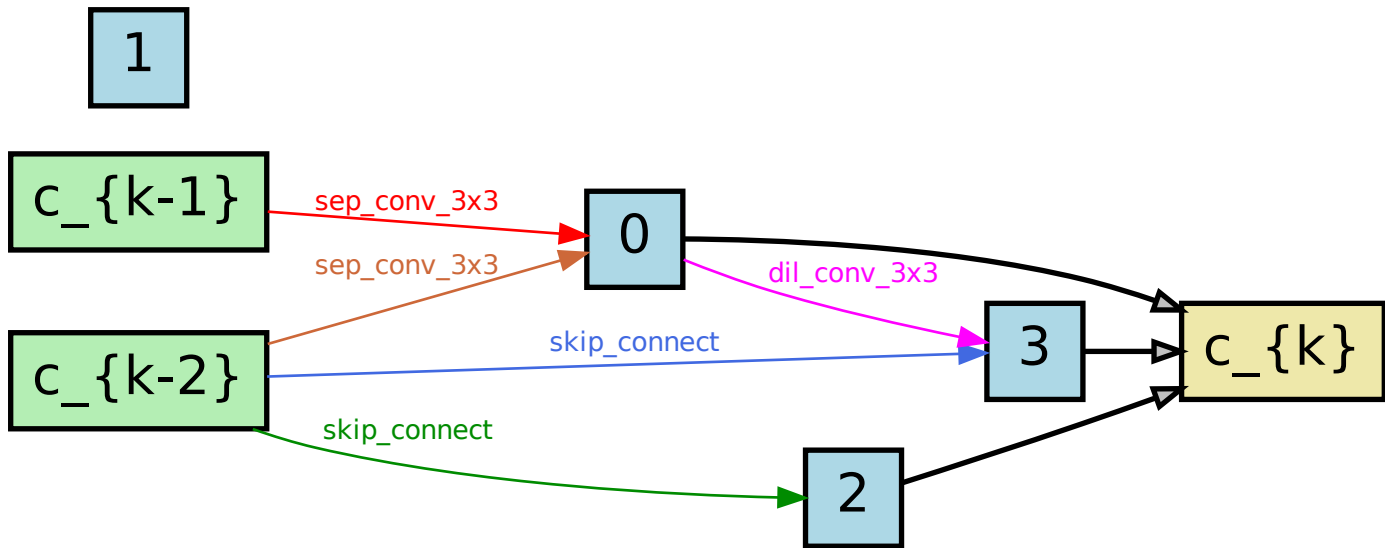 1
c_{k-1}
sep_conv_3x3
0
sep_conv_3x3
dil_conv_3x3
c_{k-2}
skip_connect
3
c_{k}
skip_connect
2